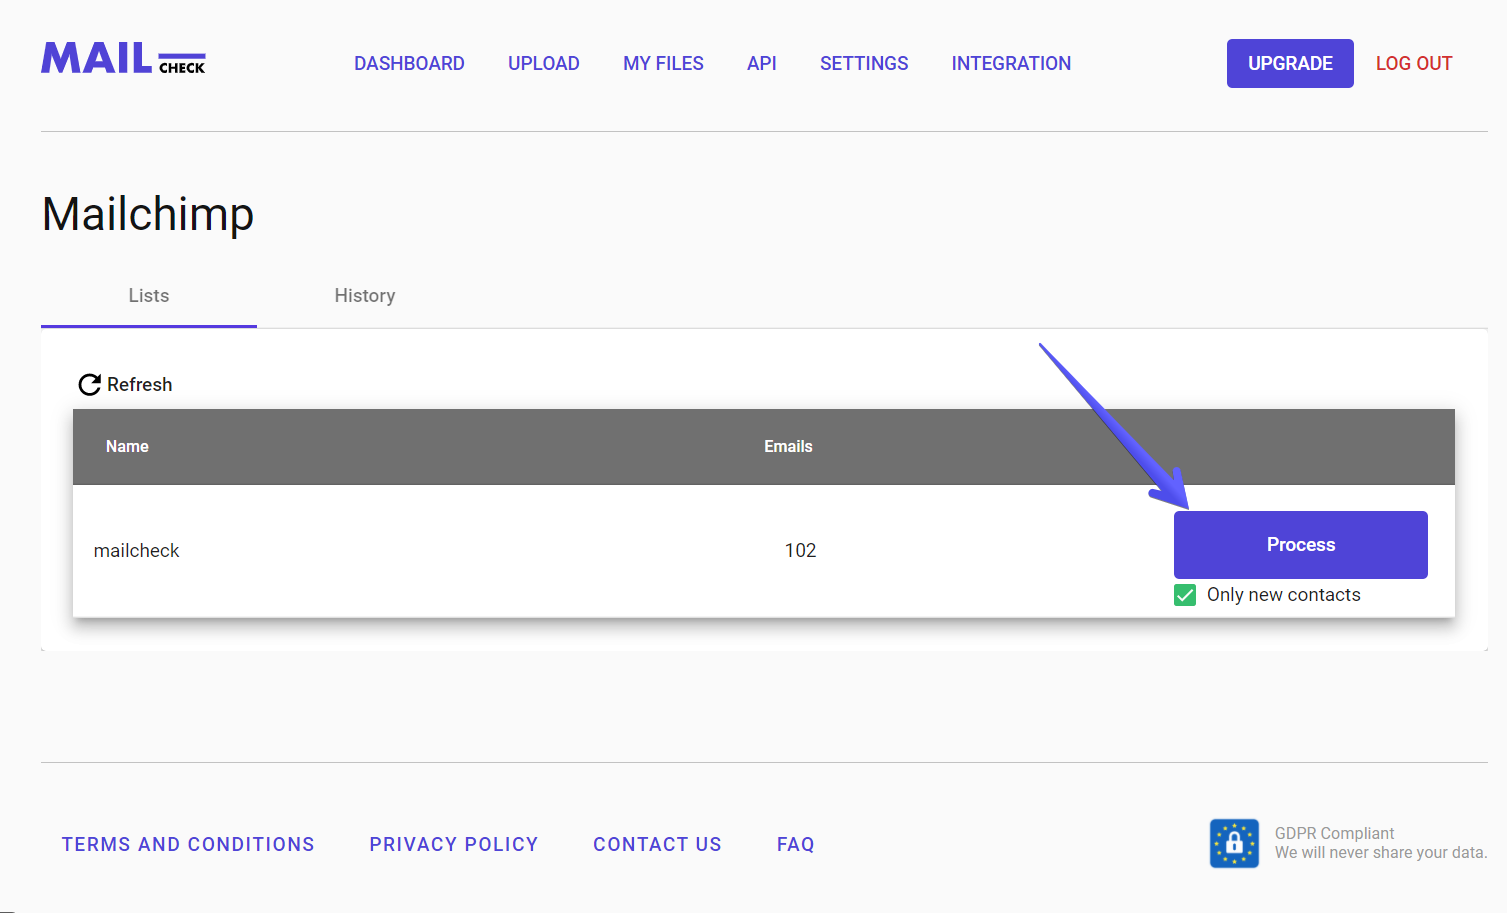 MAIL CHECK
DASHBOARD UPLOAD MY FILES API SETTINGS INTEGRATION UPGRADE LOG OUT
Mailchimp
Lists History
Refresh
Name Emails
mailcheck 102 Process
Only new contacts
TERMS AND CONDITIONS PRIVACY POLICY CONTACT US FAQ
GDPR Compliant
We will never share your data.